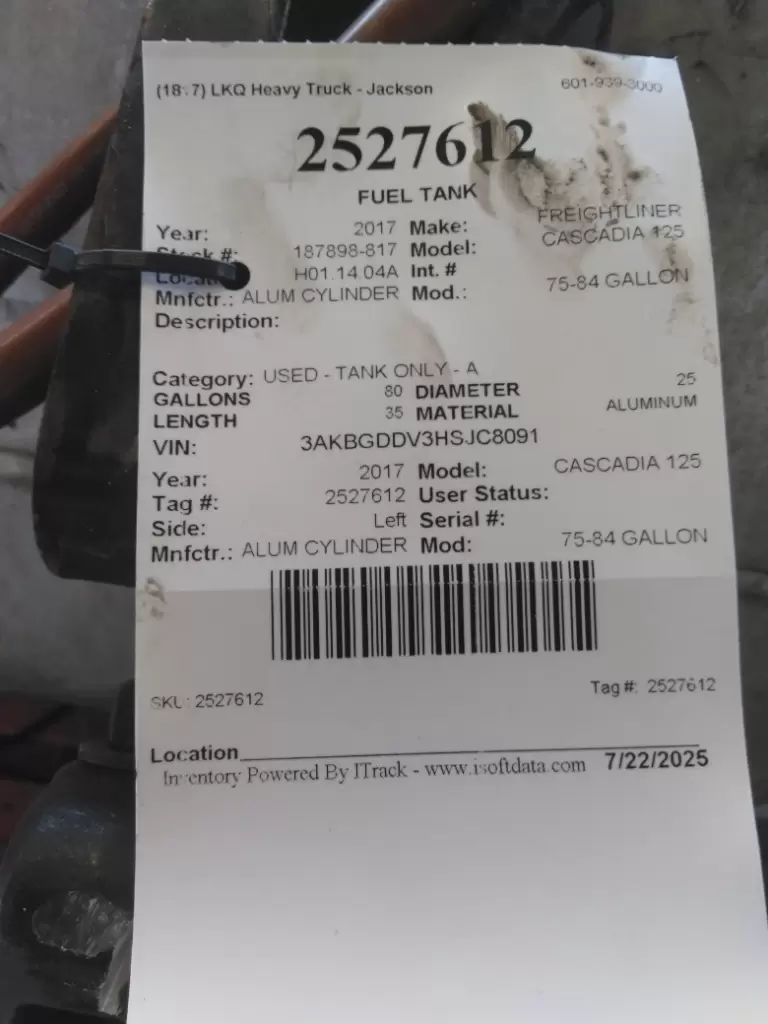 LKQ Heavy Truck - Jackson 601-939-3000
2527612
FUEL TANK
Year: 2017 Make: FREIGHTLINER
Stock #: 187898-817 Model: CASCADIA 125
H01.14.04A Int. #
Mnfctr.: ALUM CYLINDER Mod.: 75-84 GALLON
Description:
Category: USED - TANK ONLY - A
GALLONS 80 DIAMETER 25
LENGTH 35 MATERIAL ALUMINUM
VIN: 3AKBGDDV3HSJC8091
Year: 2017 Model: CASCADIA 125
Tag #: 2527612 User Status:
Side: Left Serial #:
Mnfctr.: ALUM CYLINDER Mod: 75-84 GALLON
SKU: 2527612 Tag #: 2527612
Location
Inventory Powered By ITrack - www.isoftdata.com 7/22/2025